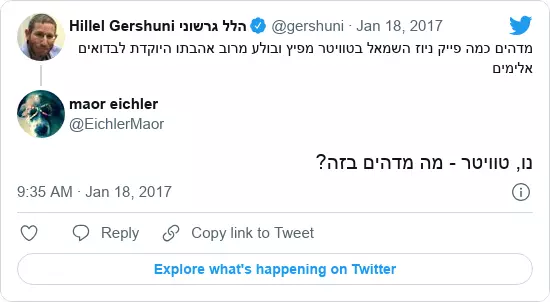 Hillel Gershuni הלל גרשוני @gershuni · Jan 18, 2017
מדהים כמה פייק ניוז השמאל בטוויטר מפיץ ובולע מרוב אהבתו היוקדת לבדואים
אלימים
maor eichler
@EichlerMaor
נו, טוויטר - מה מדהים בזה?
9:35 AM · Jan 18, 2017
Reply
Copy link to Tweet
Explore what's happening on Twitter